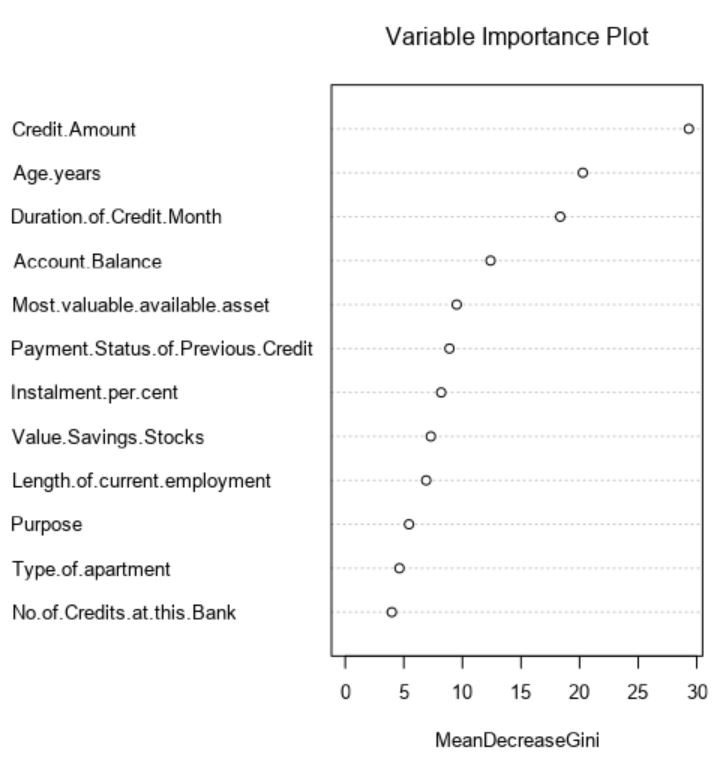 Variable Importance Plot
Credit.Amount
Age.years
Duration.of.Credit.Month
Account.Balance
Most.valuable.available.asset
Payment.Status.of.Previous.Credit
Instalment.per.cent
Value.Savings.Stocks
Length.of.current.employment
Purpose
Type.of.apartment
No.of.Credits.at.this.Bank
0 5 10 15 20 25 30
MeanDecreaseGini